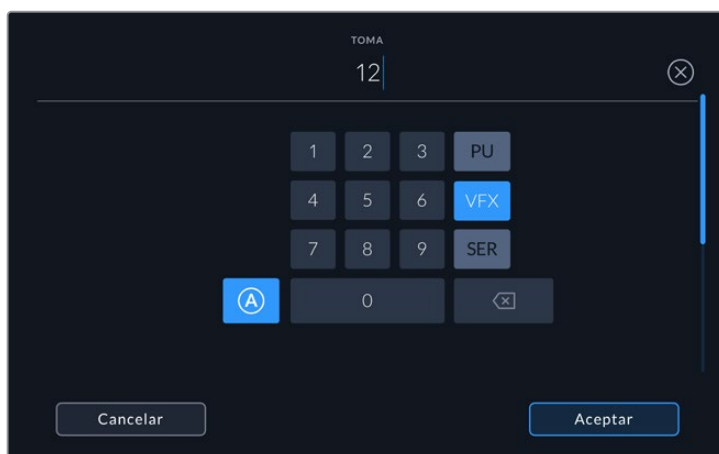 TOMA
12
1 2 3 PU
4 5 6 VFX
7 8 9 SER
A 0
Cancelar Aceptar